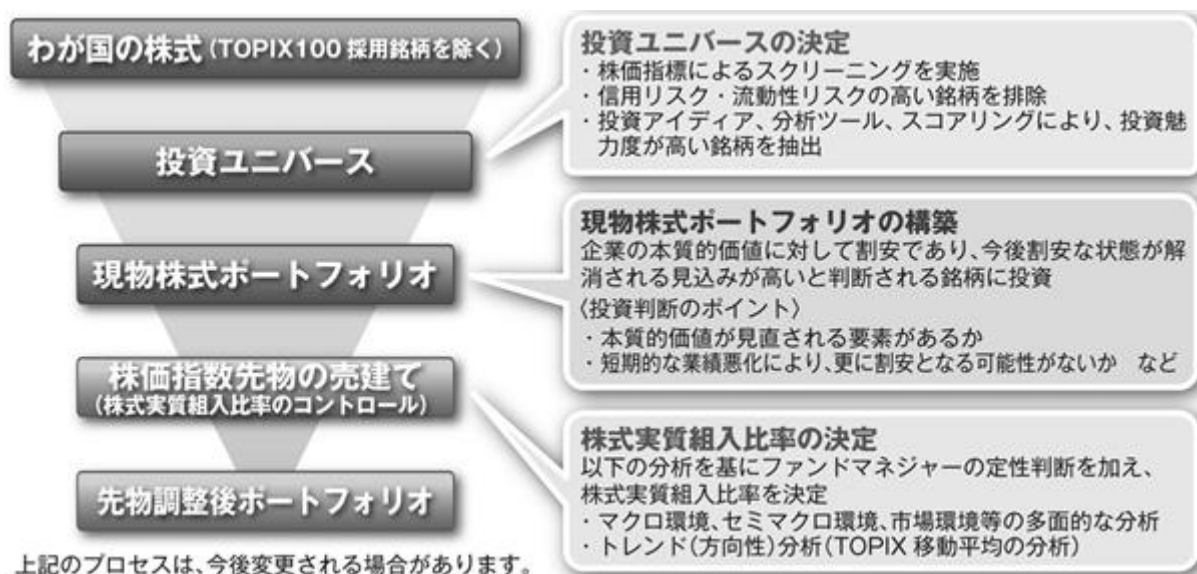 わが国の株式(TOPIX100 採用銘柄を除く)
投資ユニバース
現物株式ポートフォリオ
株価指数先物の売建て
(株式実質組入比率のコントロール)
先物調整後ポートフォリオ
上記のプロセスは、今後変更される場合があります。
投資ユニバースの決定
・株価指標によるスクリーニングを実施
・信用リスク・流動性リスクの高い銘柄を排除
・投資アイディア、分析ツール、スコアリングにより、投資魅
力度が高い銘柄を抽出
現物株式ポートフォリオの構築
企業の本質的価値に対して割安であり、今後割安な状態が解
消される見込みが高いと判断される銘柄に投資
〈投資判断のポイント〉
・本質的価値が見直される要素があるか
・短期的な業績悪化により、更に割安となる可能性がないか など
株式実質組入比率の決定
以下の分析を基にファンドマネジャーの定性判断を加え、
株式実質組入比率を決定
・マクロ環境、セミマクロ環境、市場環境等の多面的な分析
・トレンド(方向性)分析(TOPIX 移動平均の分析)